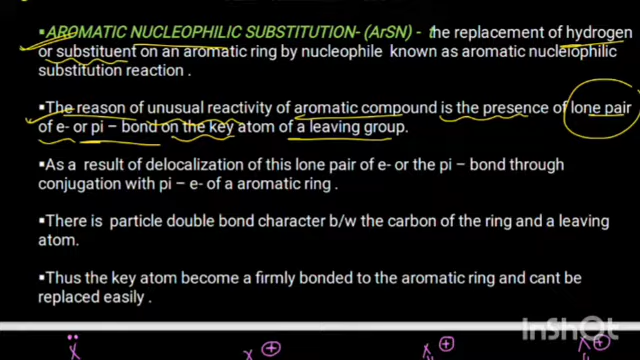 ▪AROMATIC NUCLEOPHILIC SUBSTITUTION- (ArSN) - the replacement of hydrogen
or substituent on an aromatic ring by nucleophile known as aromatic nucleiophilic
substitution reaction .
▪The reason of unusual reactivity of aromatic compound is the presence of lone pair
of e- or pi – bond on the key atom of a leaving group.
▪As a result of delocalization of this lone pair of e- or the pi – bond through
conjugation with pi – e- of a aromatic ring .
▪There is particle double bond character b/w the carbon of the ring and a leaving
atom.
▪Thus the key atom become a firmly bonded to the aromatic ring and cant be
replaced easily .
InShOt